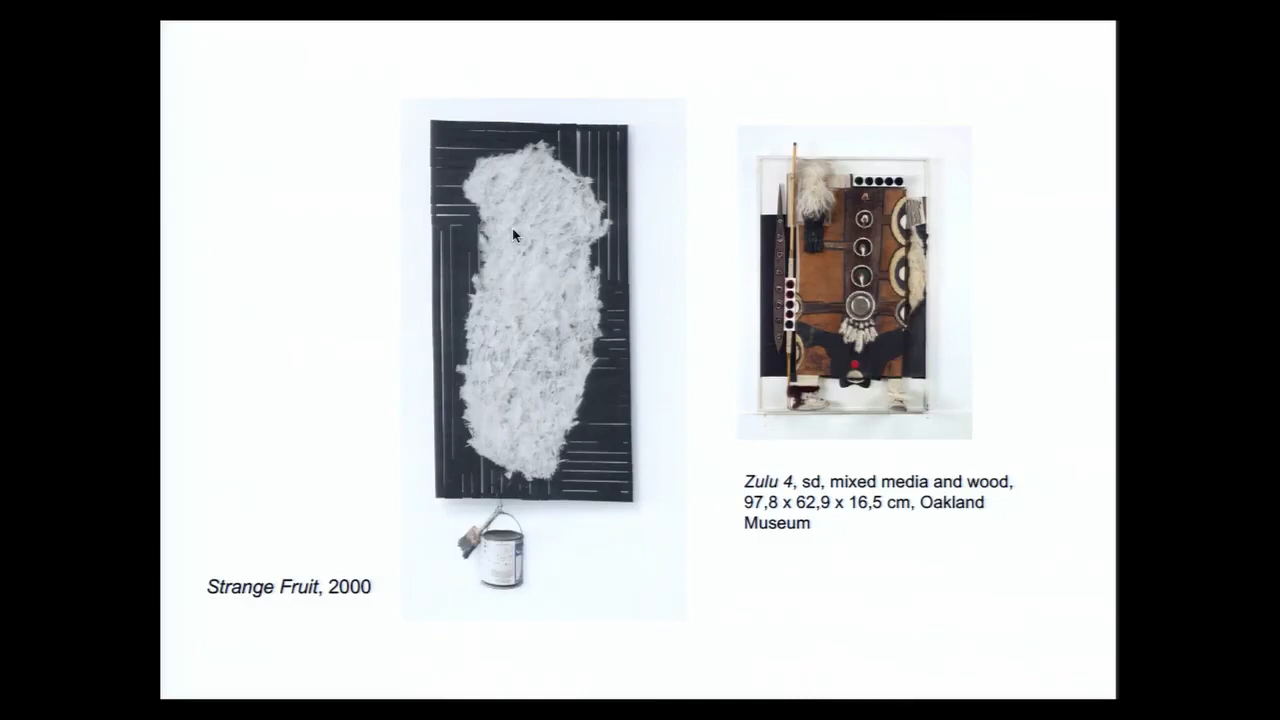 Strange Fruit, 2000
Zulu 4, sd, mixed media and wood,
97,8 x 62,9 x 16,5 cm, Oakland
Museum